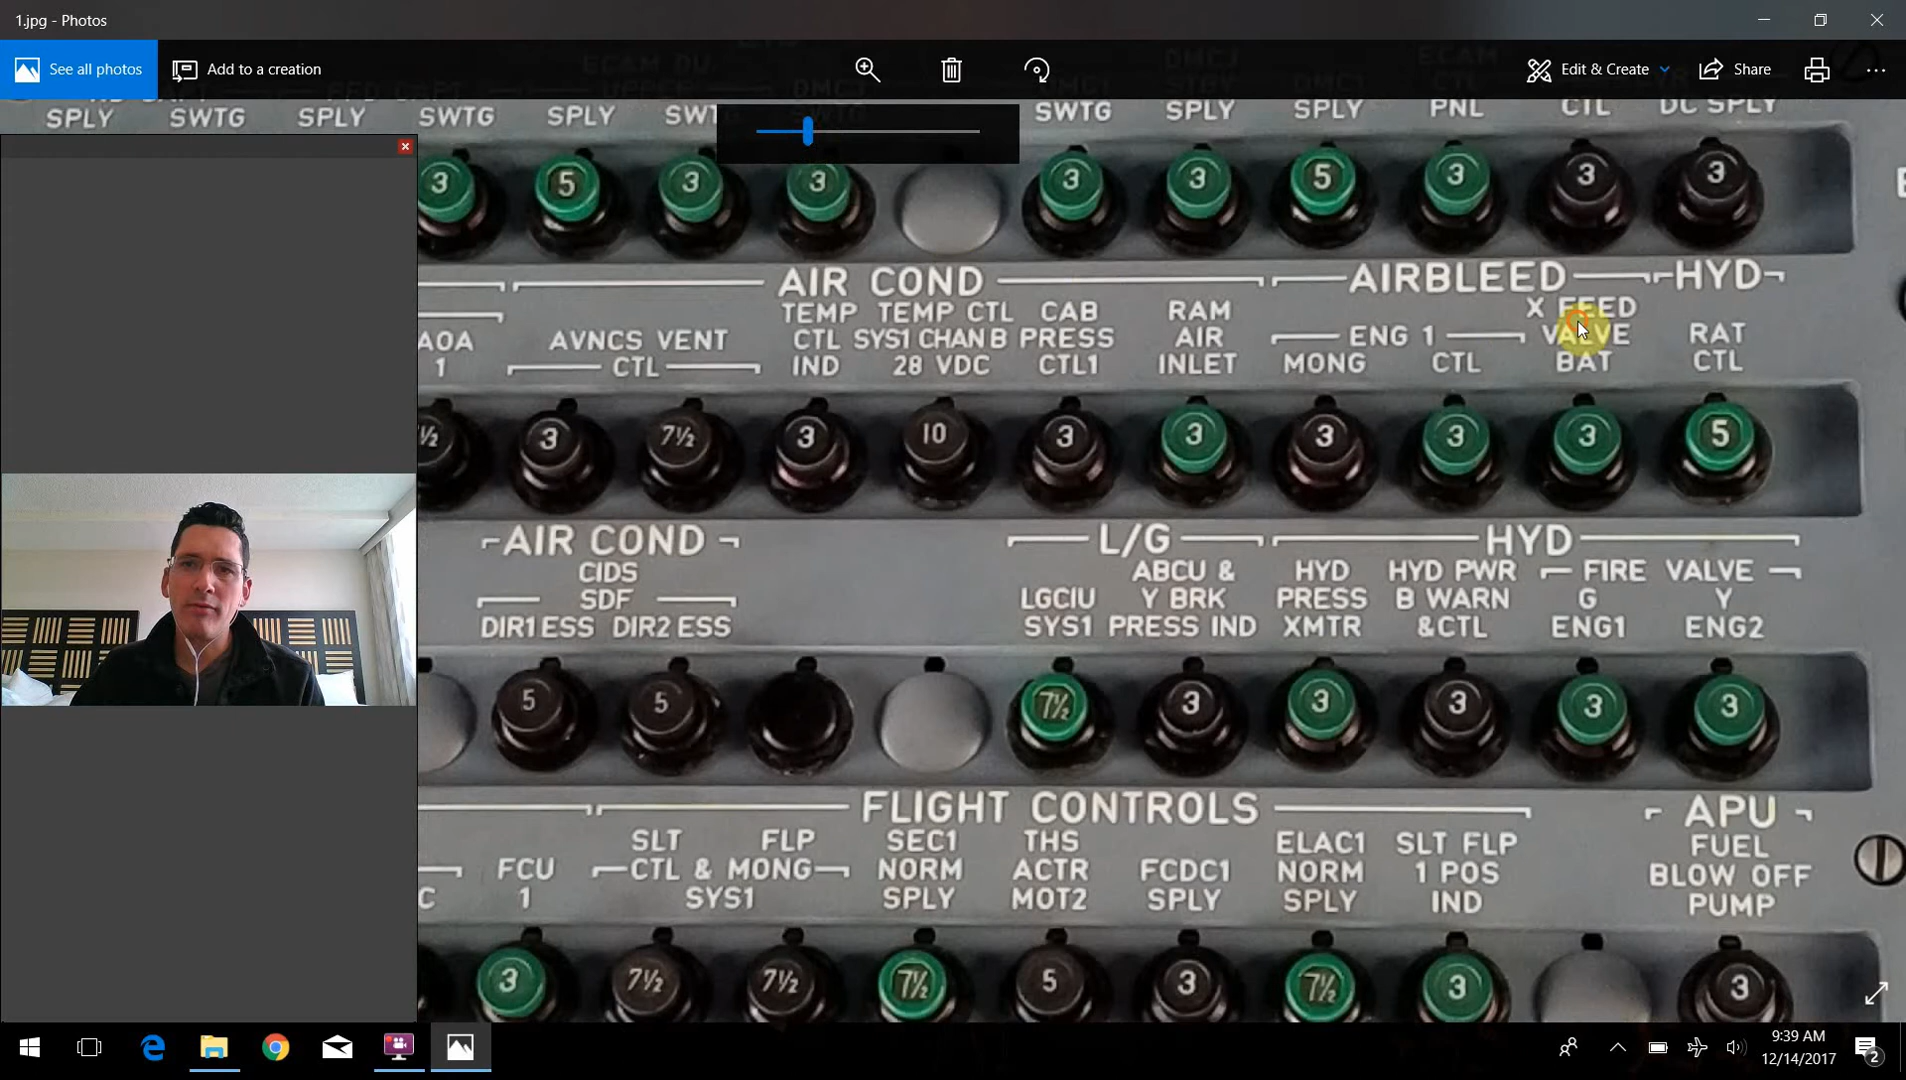 1.jpg - Photos
See all photos
Add to a creation
Edit & Create
Share
ECAM DU
UPPER
SPLY SWTG SPLY SWTG SPLY SWTG SWTG SPLY SPLY PNL CTL DC SPLY
3 5 3 3 3 3 5 3 3 3
AIR COND AIRBLEED HYD
TEMP TEMP CTL CAB RAM X FEED
AOA AVNCS VENT CTL SYS1 CHAN B PRESS AIR ENG 1 VALVE RAT
1 CTL IND 28 VDC CTL1 INLET MONG CTL BAT CTL
½ 3 7½ 3 10 3 3 3 3 3 5
AIR COND L/G HYD
CIDS ABCU & HYD HYD PWR FIRE VALVE
SDF LGCIU Y BRK PRESS B WARN G Y
DIR1 ESS DIR2 ESS SYS1 PRESS IND XMTR &CTL ENG1 ENG2
5 5 7½ 3 3 3 3 3
FLIGHT CONTROLS APU
SLT FLP SEC1 THS ELAC1 SLT FLP FUEL
FCU CTL & MONG NORM ACTR FCDC1 NORM 1 POS BLOW OFF
C 1 SYS1 SPLY MOT2 SPLY SPLY IND PUMP
3 7½ 7½ 7½ 5 3 7½ 3 3
9:39 AM
12/14/2017
2